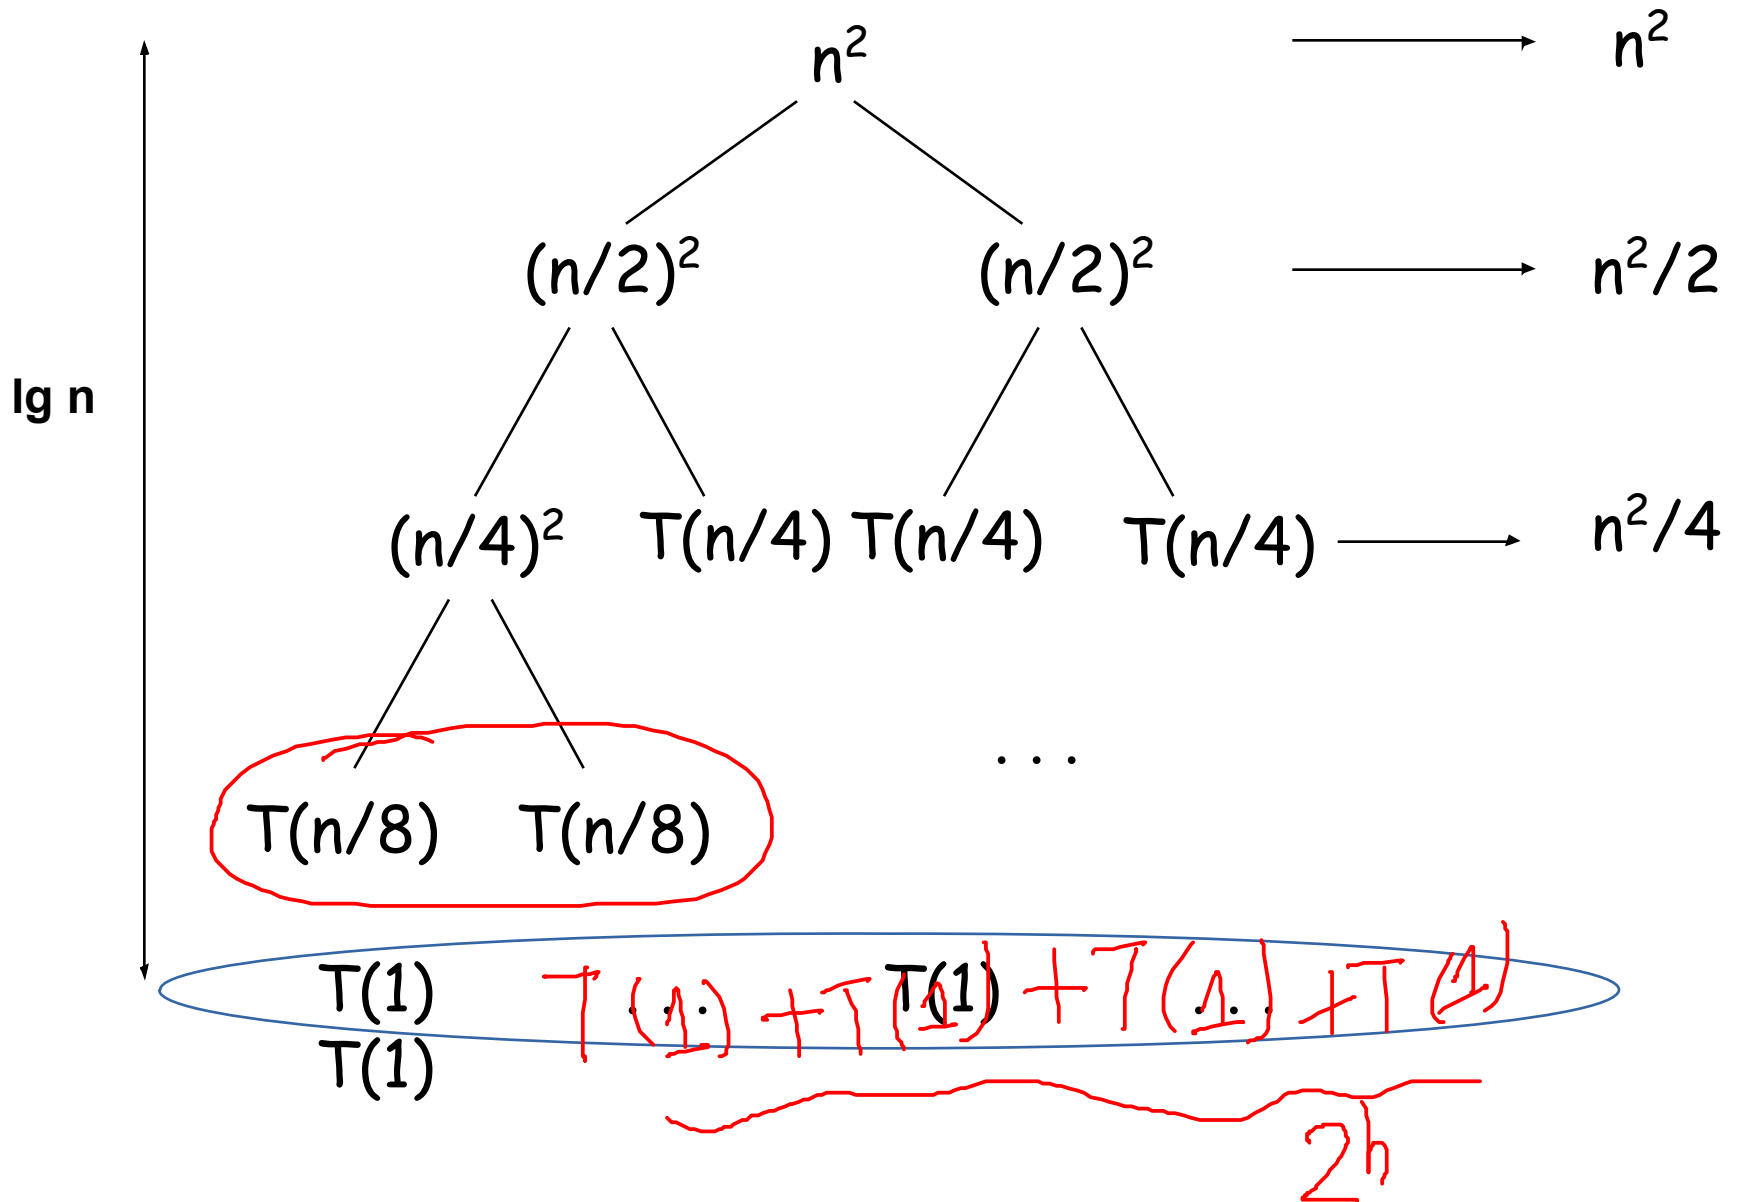 n² n²
(n/2)² (n/2)² n²/2
lg n
(n/4)² T(n/4) T(n/4) T(n/4) n²/4
. . .
T(n/8) T(n/8)
T(1) . . . T(1) . . .
T(1)+T(1)+T(1)+T(1)
T(1)
2h